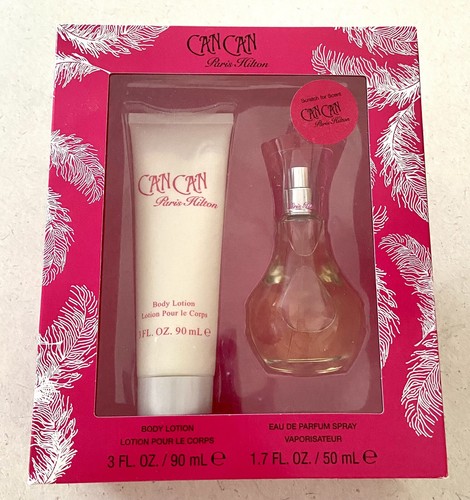 CAN CAN
Paris Hilton
Scratch for Scent
CAN CAN
Paris Hilton
CAN CAN
Paris Hilton
Body Lotion
Lotion Pour le Corps
3 FL. OZ. 90 mL e
BODY LOTION
LOTION POUR LE CORPS
3 FL. OZ. / 90 mL e
EAU DE PARFUM SPRAY
VAPORISATEUR
1.7 FL. OZ. / 50 mL e